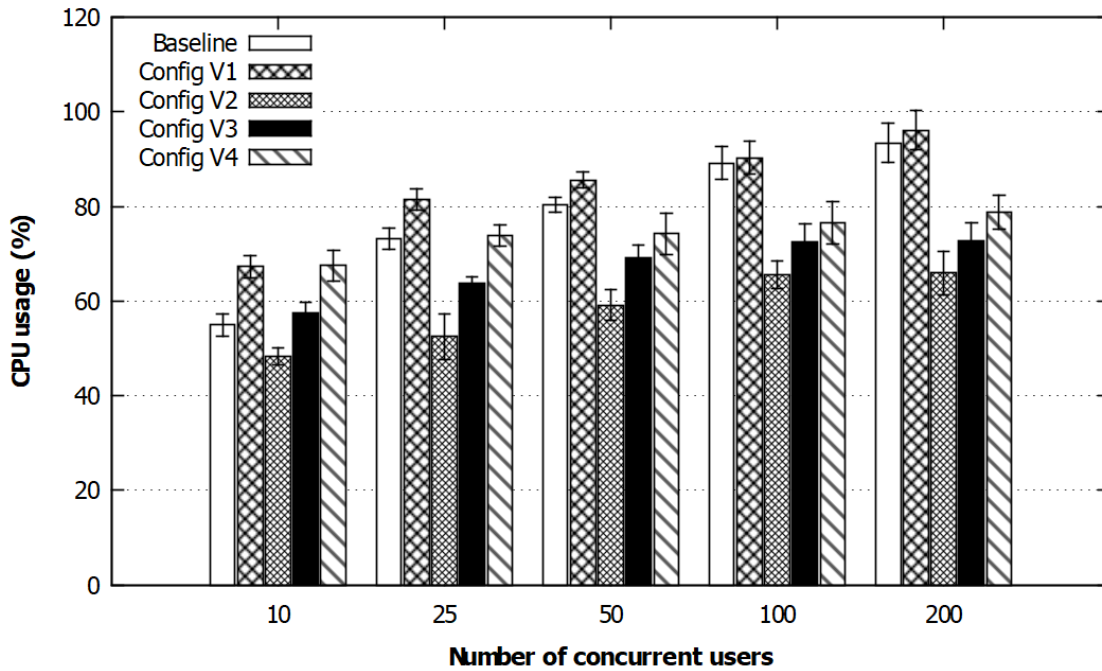 120
100
80
60
40
20
0
CPU usage (%)
Baseline
Config V1
Config V2
Config V3
Config V4
10 25 50 100 200
Number of concurrent users